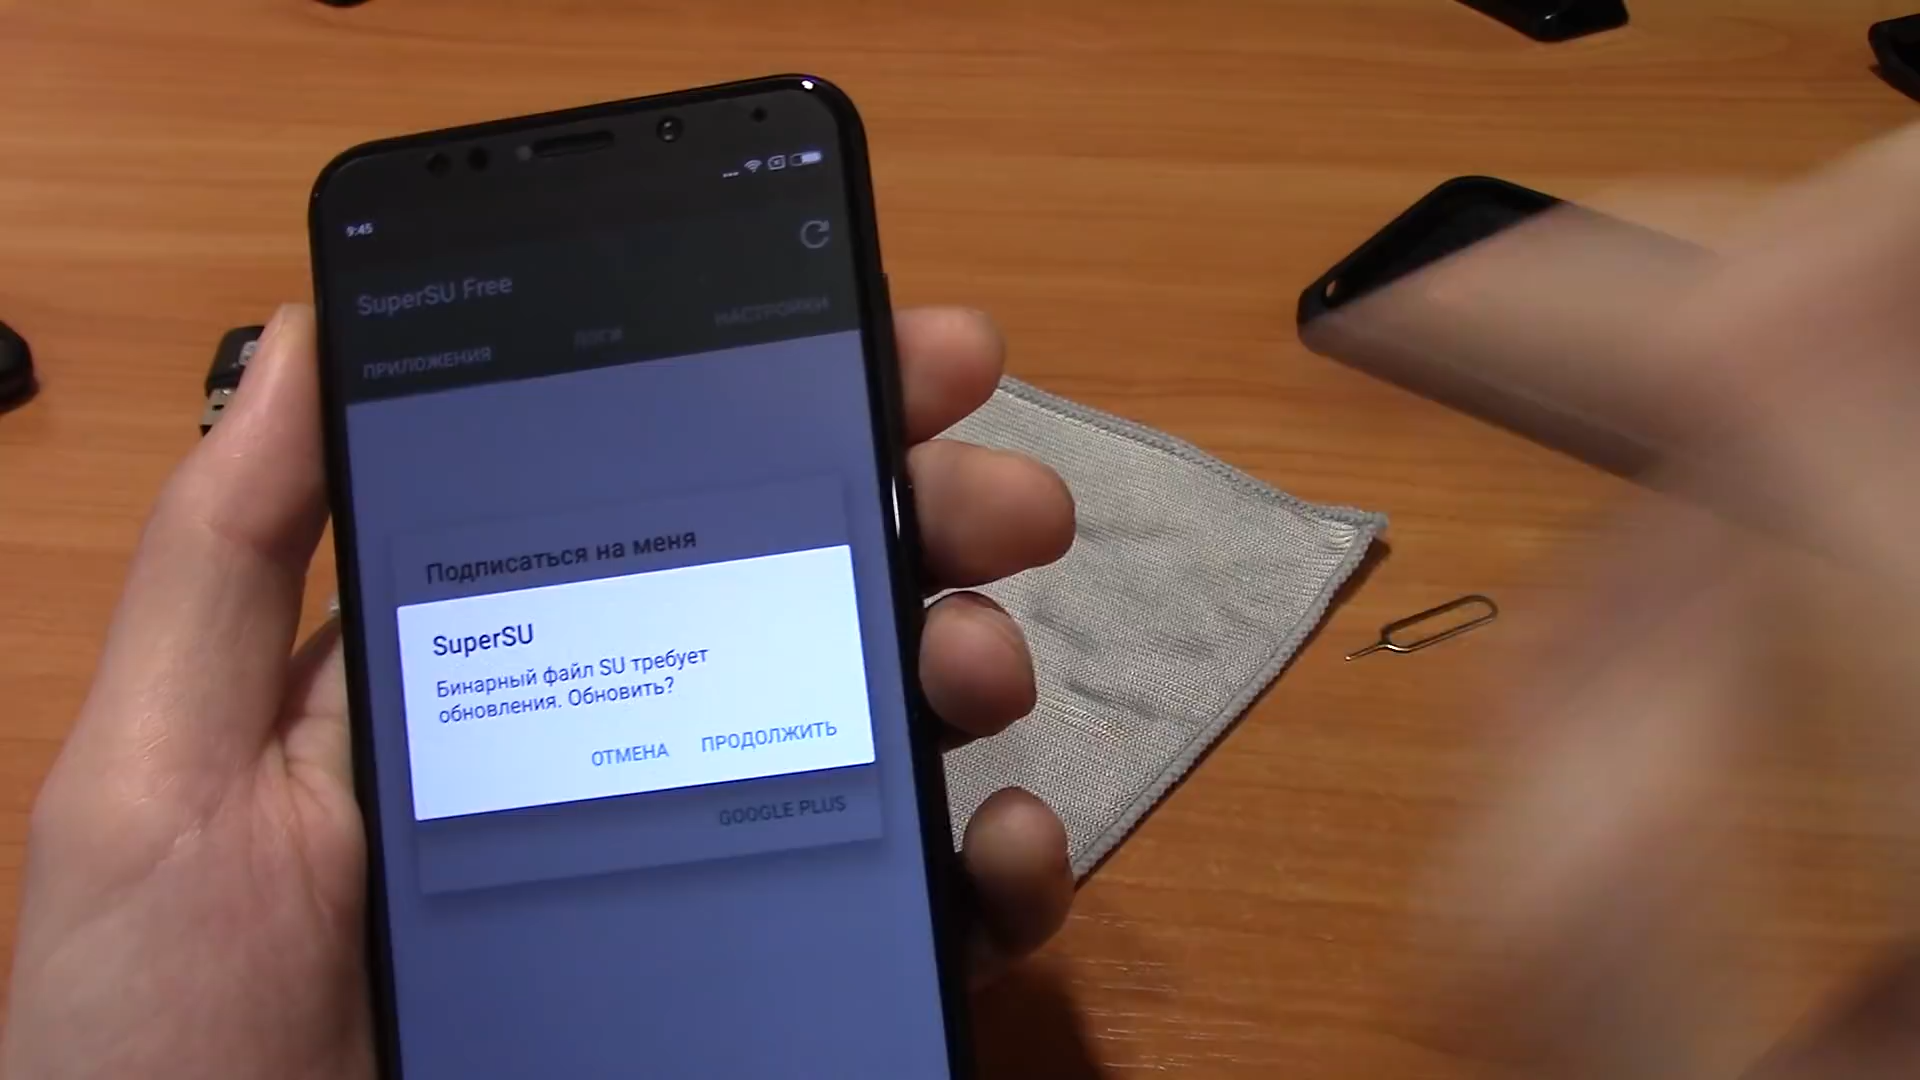 9:45
SuperSU Free
ПРИЛОЖЕНИЯ ЛОГИ НАСТРОЙКИ
Подписаться на меня
SuperSU
Бинарный файл SU требует
обновления. Обновить?
ОТМЕНА ПРОДОЛЖИТЬ
GOOGLE PLUS